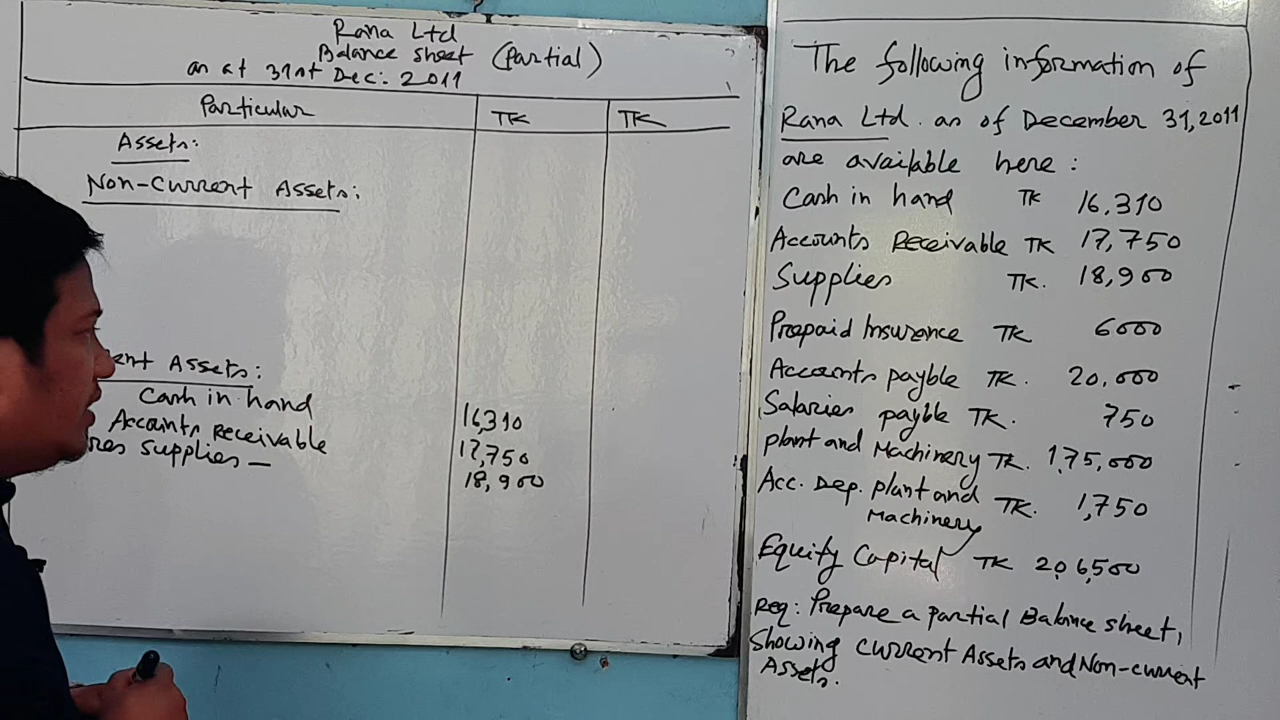 Rana Ltd
Balance sheet (Partial)
as at 31st Dec: 2011
Particular TK TK
Assets:
Non-Current Assets:
ent Assets:
Cash in hand 16,310
Accounts Receivable 17,750
res supplies — 18,900
The following information of
Rana Ltd. as of December 31, 2011
are available here:
Cash in hand TK 16,310
Accounts Receivable TK 17,750
Supplies TK. 18,900
Prepaid Insurance TK 6000
Accounts payble TK. 20,000
Salaries payble TK. 750
plant and Machinery TK. 1,75,000
Acc. Dep. plant and TK. 1,750
Machinery
Equity Capital TK 2,06,500
Req: Prepare a partial Balance sheet,
showing current Assets and Non-current
Assets.